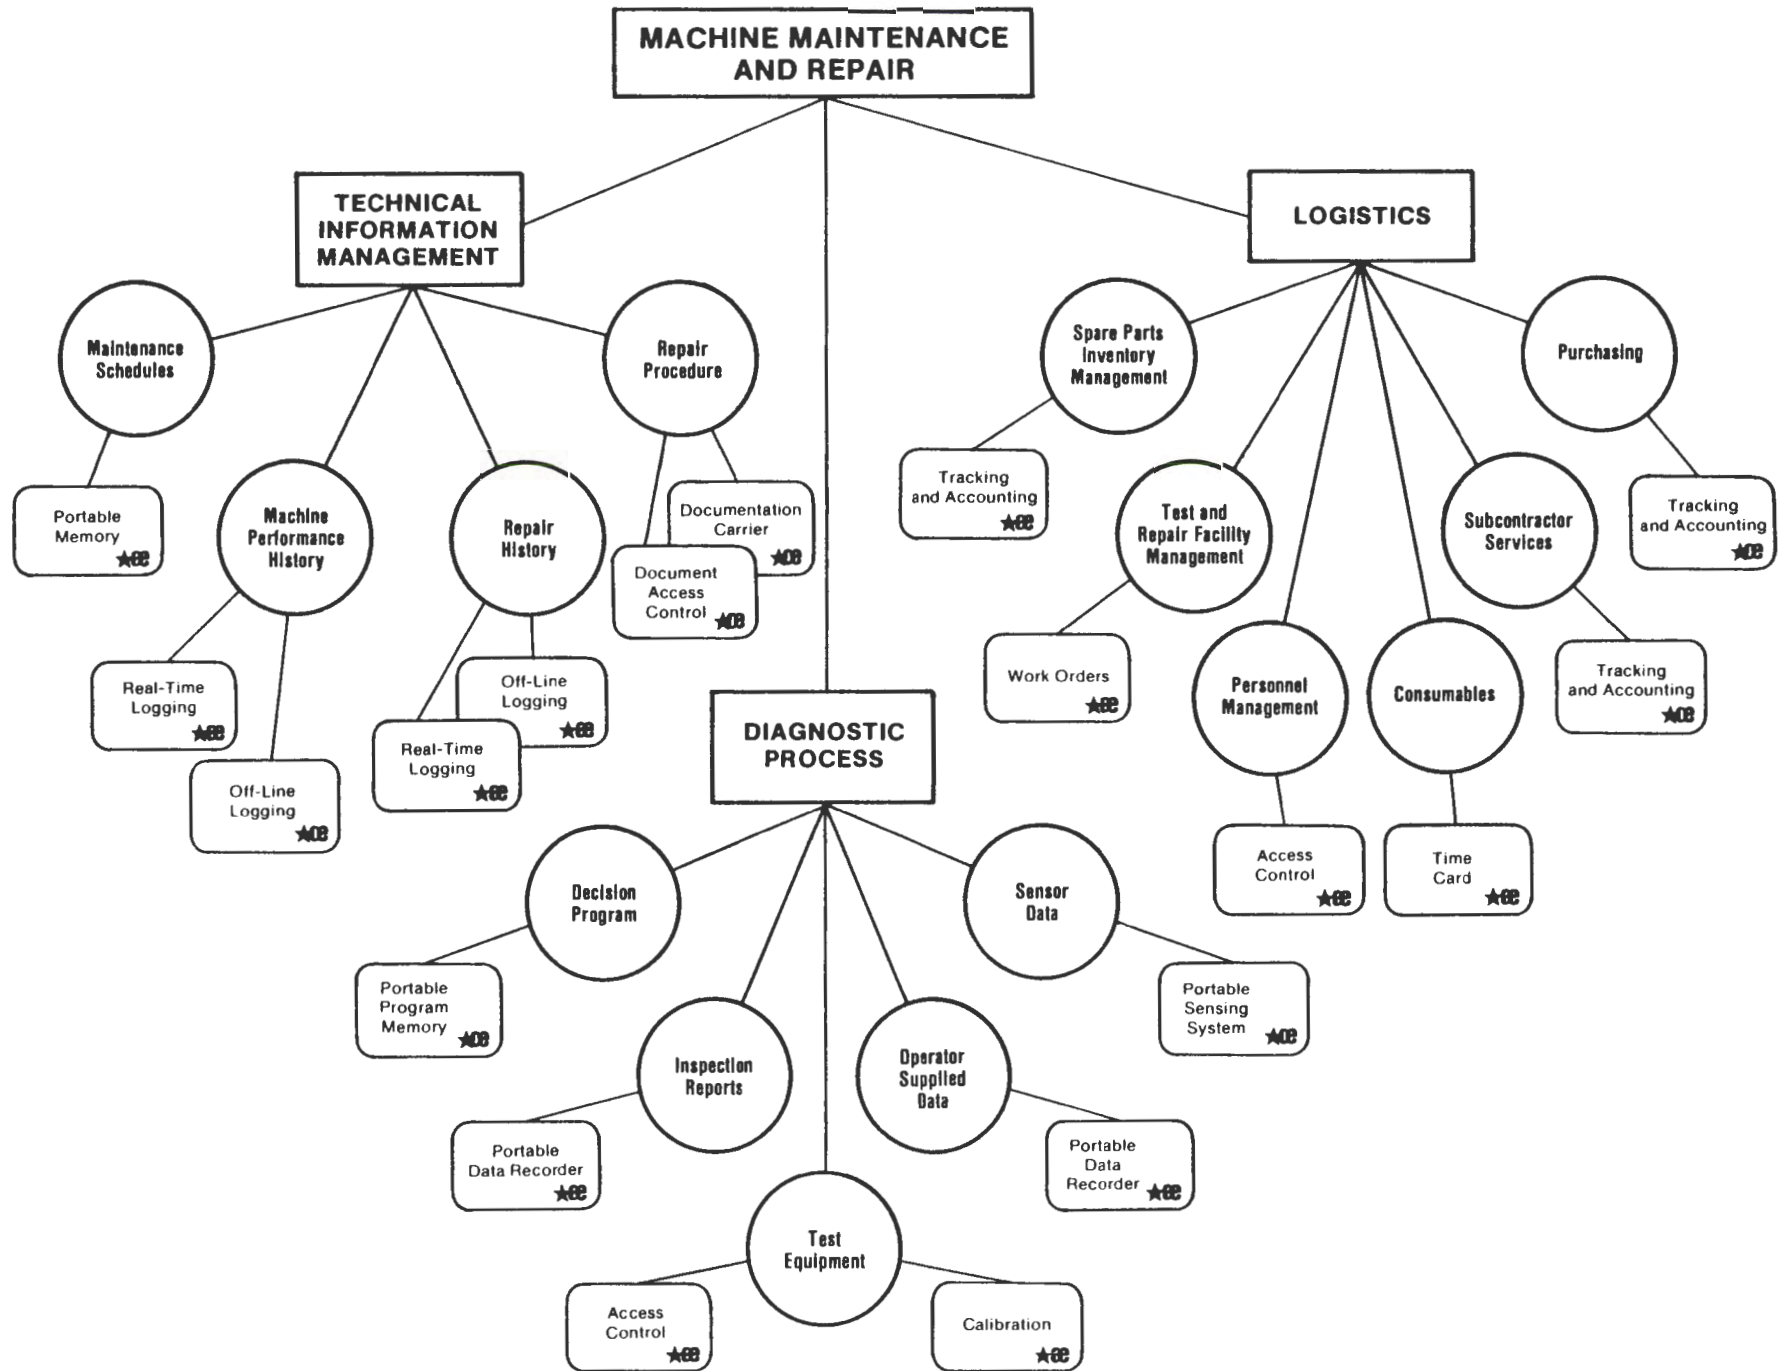 MACHINE MAINTENANCE
AND REPAIR
TECHNICAL
INFORMATION
MANAGEMENT
LOGISTICS
Maintenance
Schedules
Repair
Procedure
Spare Parts
Inventory
Management
Purchasing
Portable
Memory
Machine
Performance
History
Repair
History
Documentation
Carrier
Document
Access
Control
Tracking
and Accounting
Test and
Repair Facility
Management
Subcontractor
Services
Tracking
and Accounting
Real-Time
Logging
Off-Line
Logging
Off-Line
Logging
Real-Time
Logging
Work Orders
Personnel
Management
Consumables
Tracking
and Accounting
DIAGNOSTIC
PROCESS
Access
Control
Time
Card
Decision
Program
Sensor
Data
Portable
Program
Memory
Inspection
Reports
Operator
Supplied
Data
Portable
Sensing
System
Portable
Data Recorder
Portable
Data
Recorder
Test
Equipment
Access
Control
Calibration